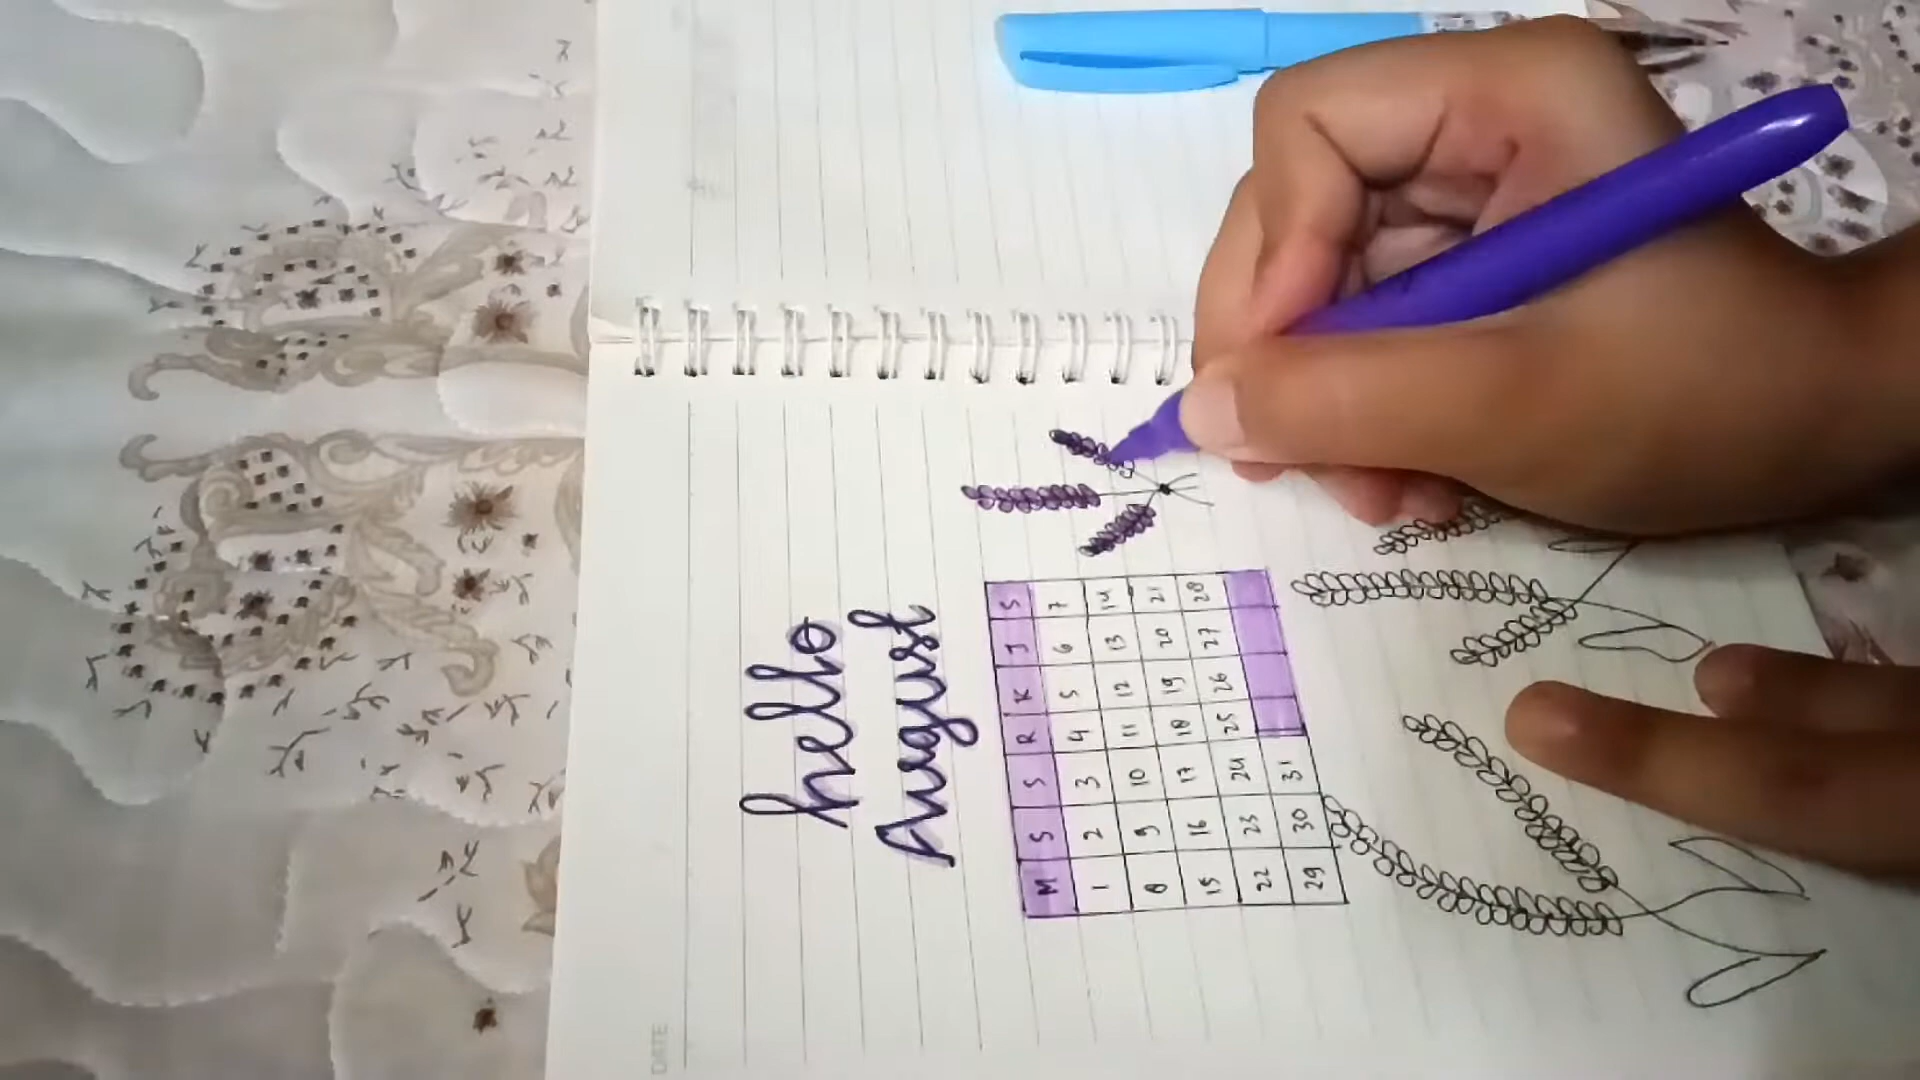 DATE
hello
August
M S S R K J S
1 2 3 4 5 6 7
8 9 10 11 12 13 14
15 16 17 18 19 20 21
22 23 24 25 26 27 28
29 30 31